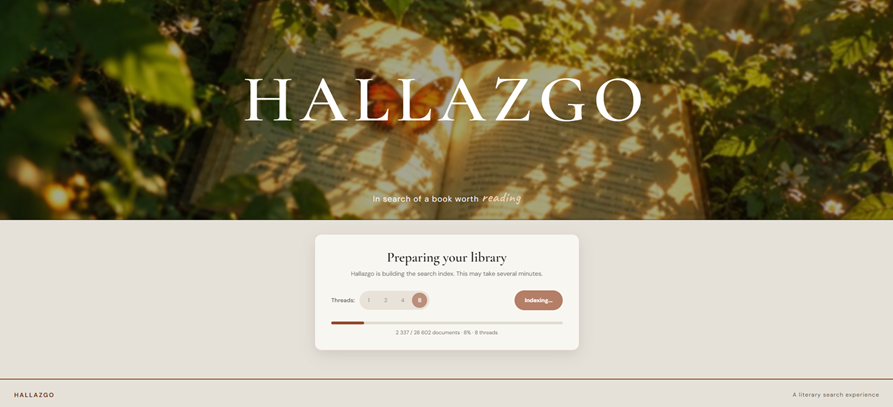 HALLAZGO
In search of a book worth reading
Preparing your library
Hallazgo is building the search index. This may take several minutes.
Threads: 1 2 4 8 Indexing...
2 337 / 28 602 documents · 8% · 8 threads
HALLAZGO A literary search experience